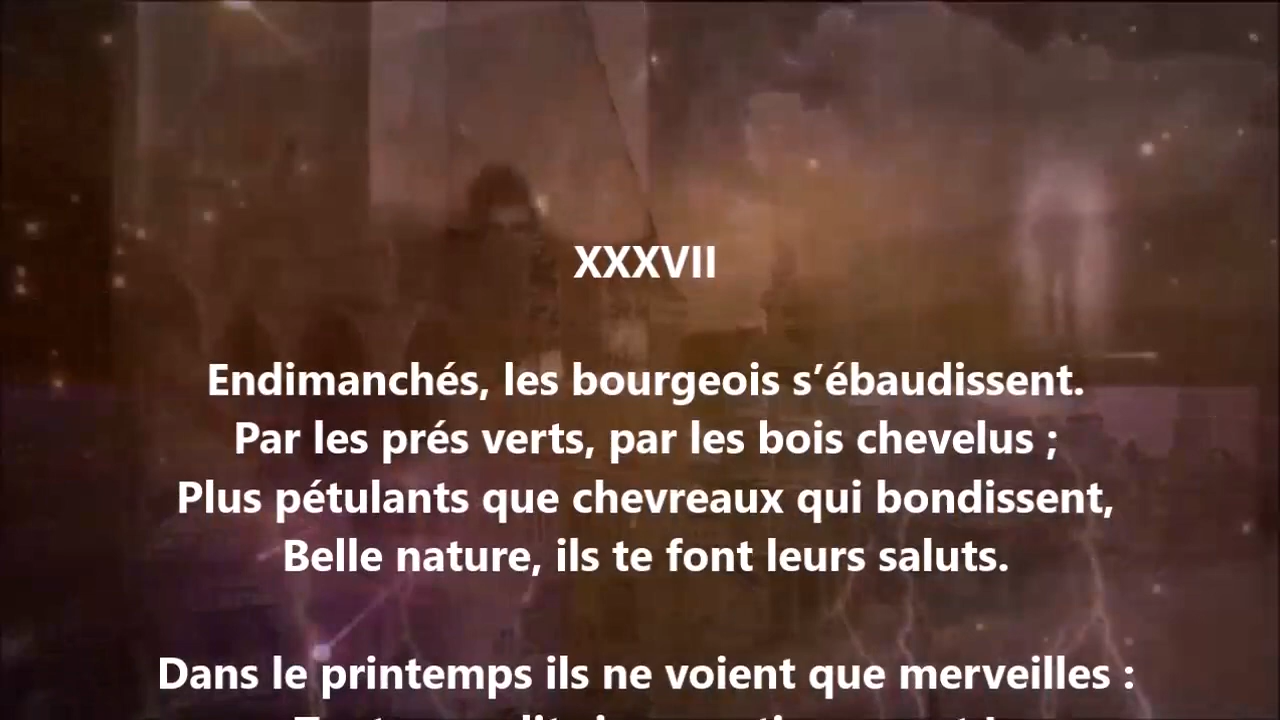 XXXVII
Endimanchés, les bourgeois s’ébaudissent.
Par les prés verts, par les bois chevelus ;
Plus pétulants que chevreaux qui bondissent,
Belle nature, ils te font leurs saluts.
Dans le printemps ils ne voient que merveilles :